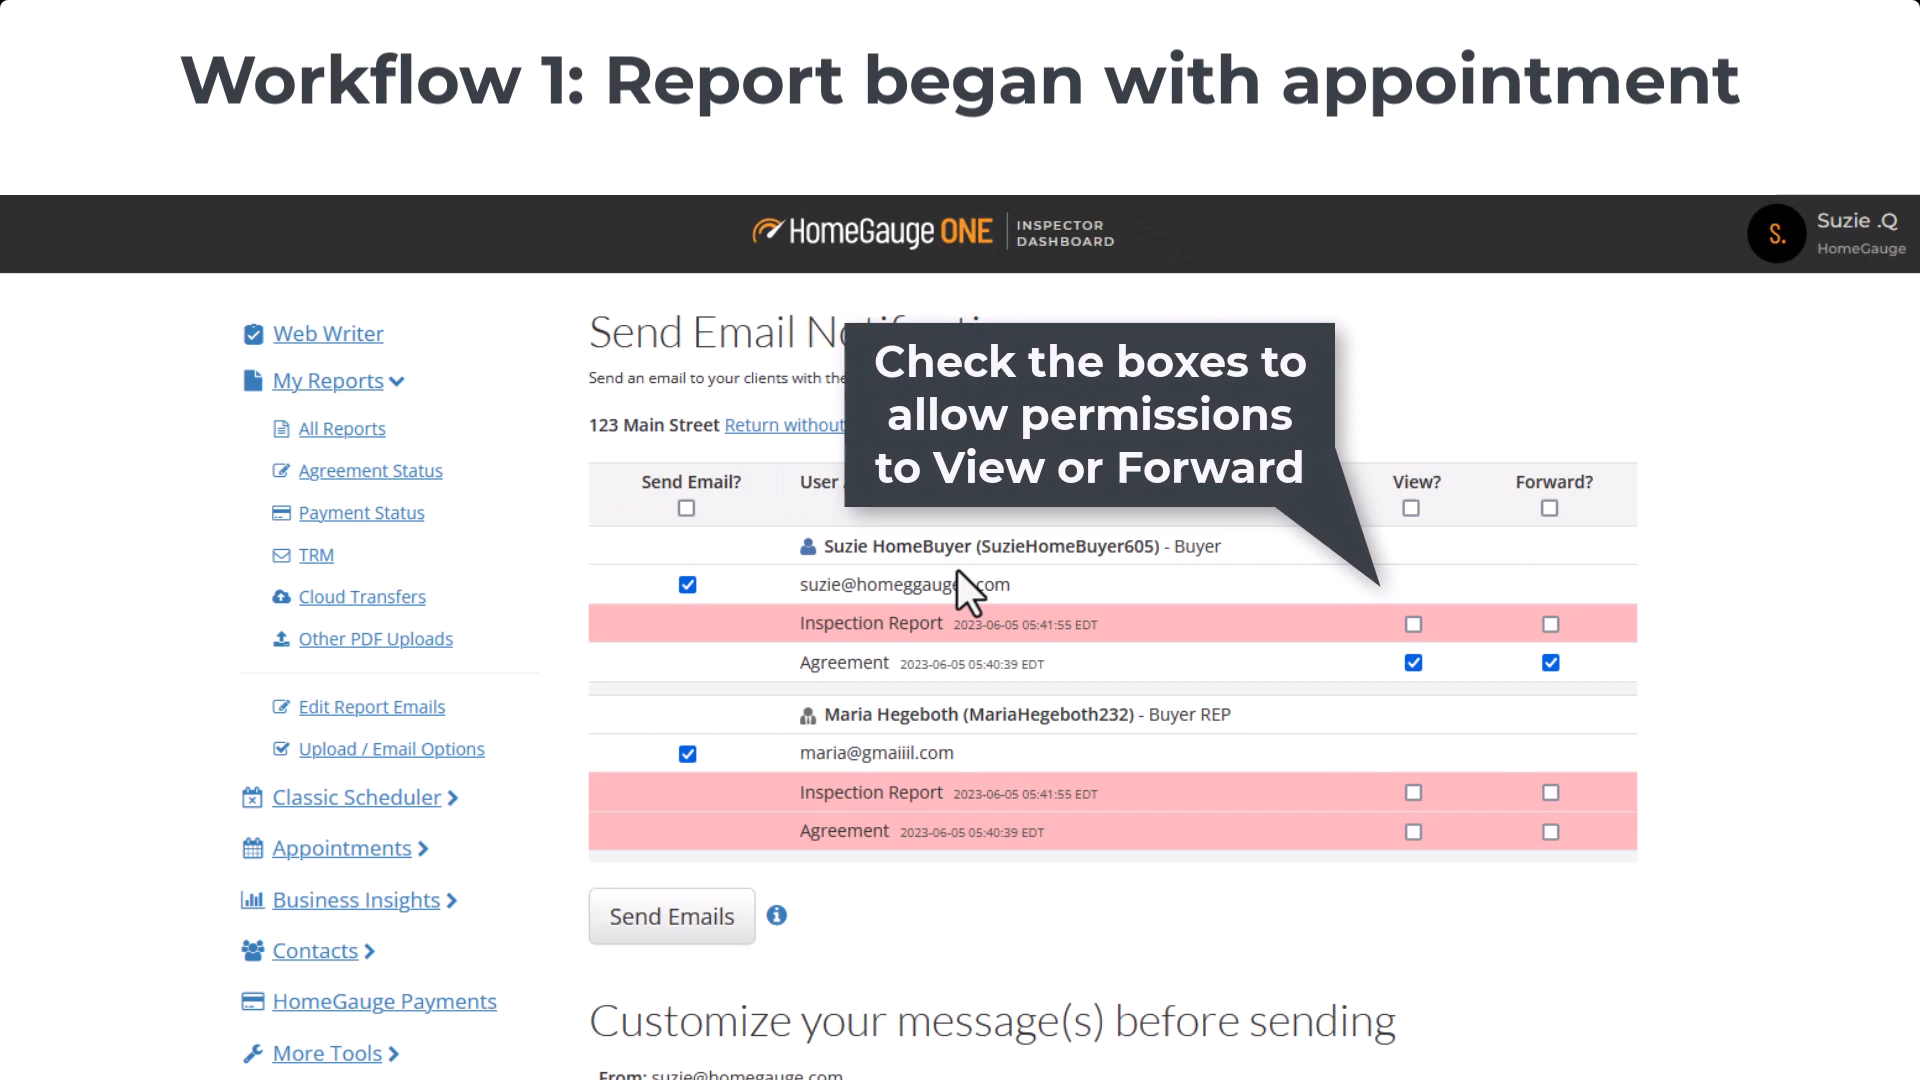 Workflow 1: Report began with appointment
HomeGauge ONE
INSPECTOR
DASHBOARD
S.
Suzie .Q
HomeGauge
Web Writer
My Reports
All Reports
Agreement Status
Payment Status
TRM
Cloud Transfers
Other PDF Uploads
Edit Report Emails
Upload / Email Options
Classic Scheduler
Appointments
Business Insights
Contacts
HomeGauge Payments
More Tools
Send Email
Send an email to your clients with the
123 Main Street Return without
Check the boxes to
allow permissions
to View or Forward
Send Email? User View? Forward?
Suzie HomeBuyer (SuzieHomeBuyer605) - Buyer
Inspection Report 2023-06-05 05:41:55 EDT
Agreement 2023-06-05 05:40:39 EDT
Maria Hegeboth (MariaHegeboth232) - Buyer REP
maria@gmaiiil.com
Inspection Report 2023-06-05 05:41:55 EDT
Agreement 2023-06-05 05:40:39 EDT
Send Emails
Customize your message(s) before sending
From: suzie@homegauge.com